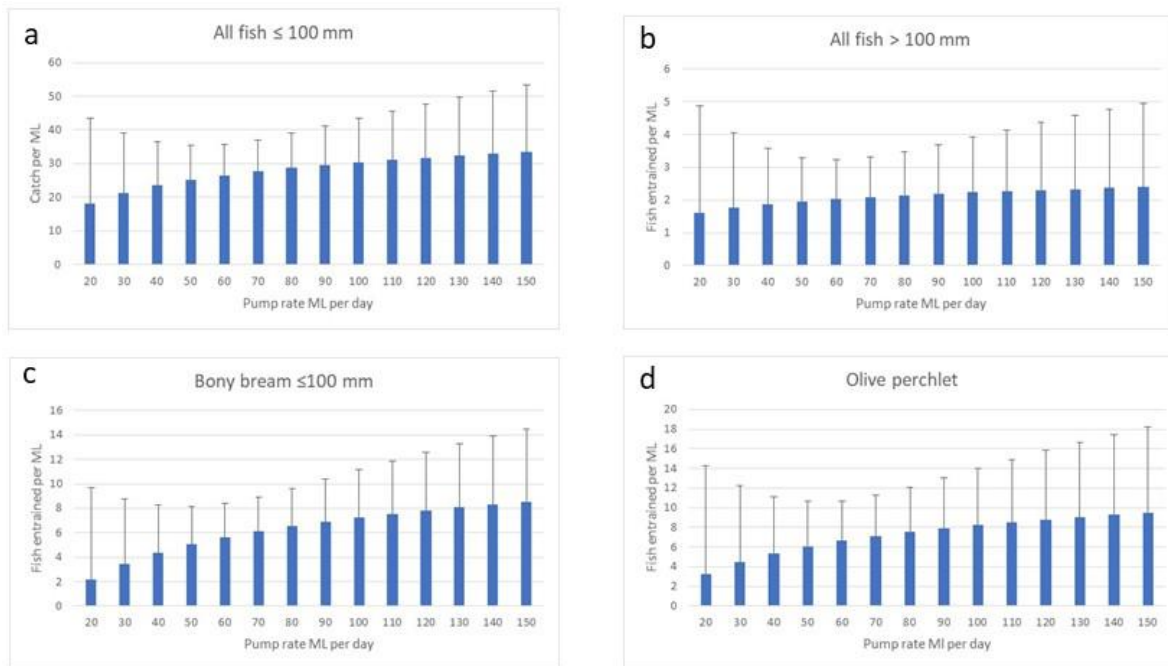 a
All fish ≤ 100 mm
60
50
40
30
20
10
0
Catch per ML
20 30 40 50 60 70 80 90 100 110 120 130 140 150
Pump rate ML per day
b
All fish > 100 mm
6
5
4
3
2
1
0
Fish entrained per ML
20 30 40 50 60 70 80 90 100 110 120 130 140 150
Pump rate ML per day
c
Bony bream ≤100 mm
16
14
12
10
8
6
4
2
0
Fish entrained per ML
20 30 40 50 60 70 80 90 100 110 120 130 140 150
Pump rate ML per day
d
Olive perchlet
20
18
16
14
12
10
8
6
4
2
0
Fish entrained per ML
20 30 40 50 60 70 80 90 100 110 120 130 140 150
Pump rate Ml per day